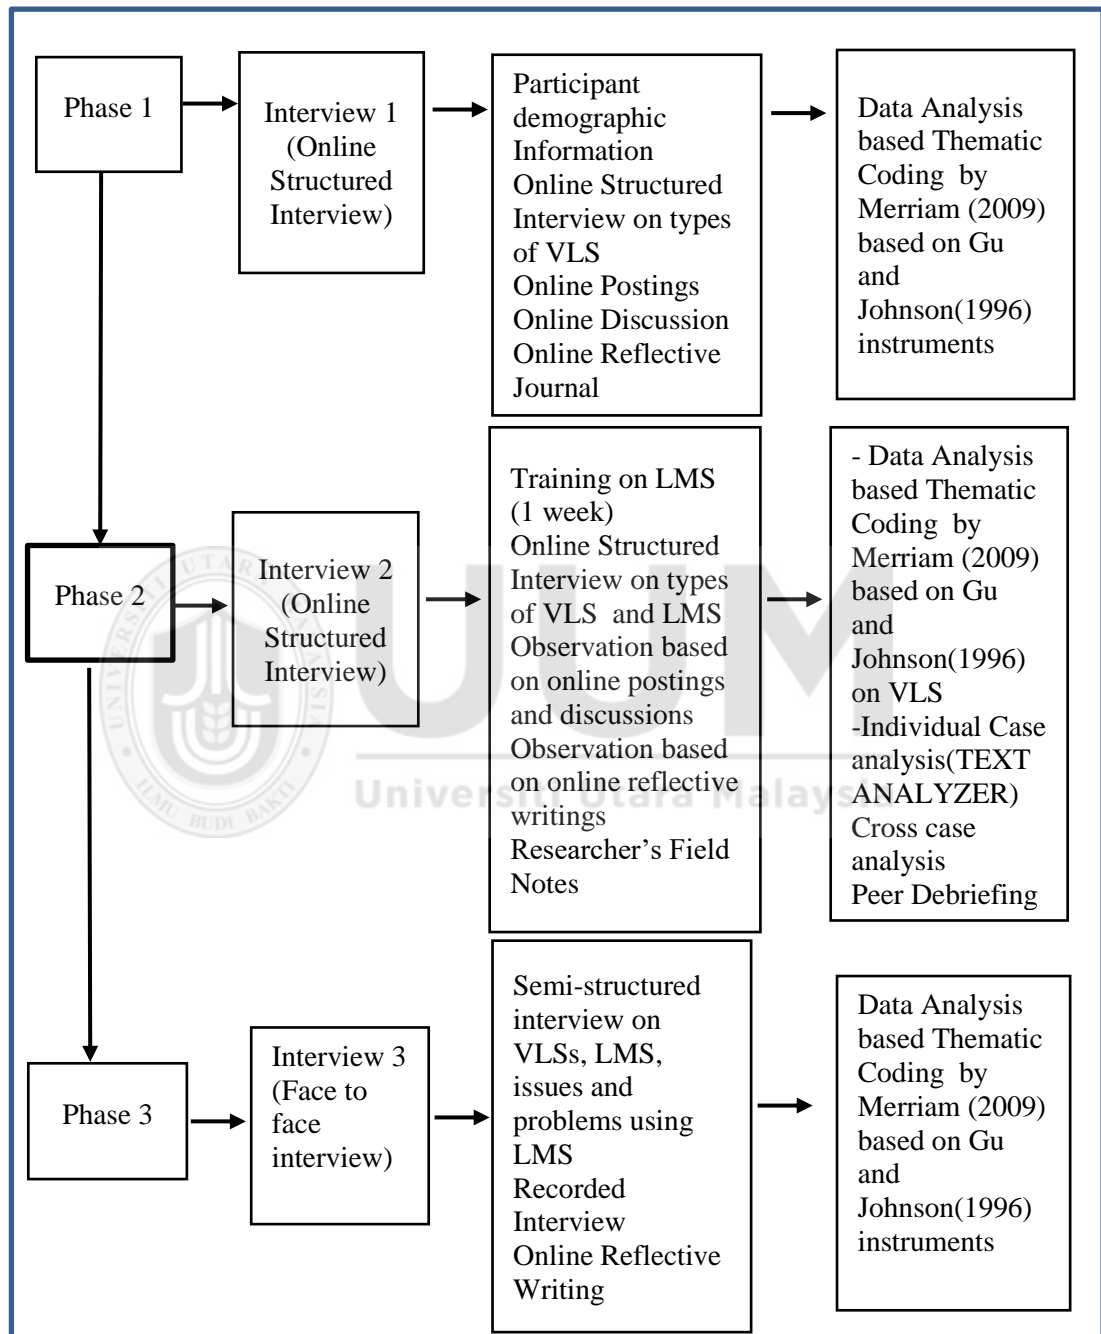 Phase 1
Interview 1
(Online
Structured
Interview)
Participant
demographic
Information
Online Structured
Interview on types
of VLS
Online Postings
Online Discussion
Online Reflective
Journal
Data Analysis
based Thematic
Coding by
Merriam (2009)
based on Gu
and
Johnson(1996)
instruments
Phase 2
Interview 2
(Online
Structured
Interview)
Training on LMS
(1 week)
Online Structured
Interview on types
of VLS and LMS
Observation based
on online postings
and discussions
Observation based
on online reflective
writings
Researcher’s Field
Notes
- Data Analysis
based Thematic
Coding by
Merriam (2009)
based on Gu
and
Johnson(1996)
on VLS
-Individual Case
analysis(TEXT
ANALYZER)
Cross case
analysis
Peer Debriefing
Phase 3
Interview 3
(Face to
face
interview)
Semi-structured
interview on
VLSs, LMS,
issues and
problems using
LMS
Recorded
Interview
Online Reflective
Writing
Data Analysis
based Thematic
Coding by
Merriam (2009)
based on Gu
and
Johnson(1996)
instruments
UNIVERSITI UTARA MALAYSIA
ILMU BUDI BAKTI
UUM
Universiti Utara Malaysia